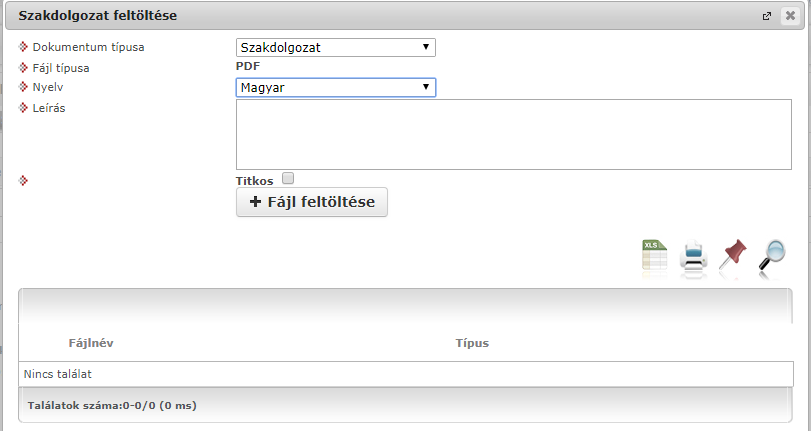 Szakdolgozat feltöltése
Dokumentum típusa Szakdolgozat
Fájl típusa PDF
Nyelv Magyar
Leírás
Titkos
Fájl feltöltése
XLS
Fájlnév Típus
Nincs találat
Találatok száma:0-0/0 (0 ms)